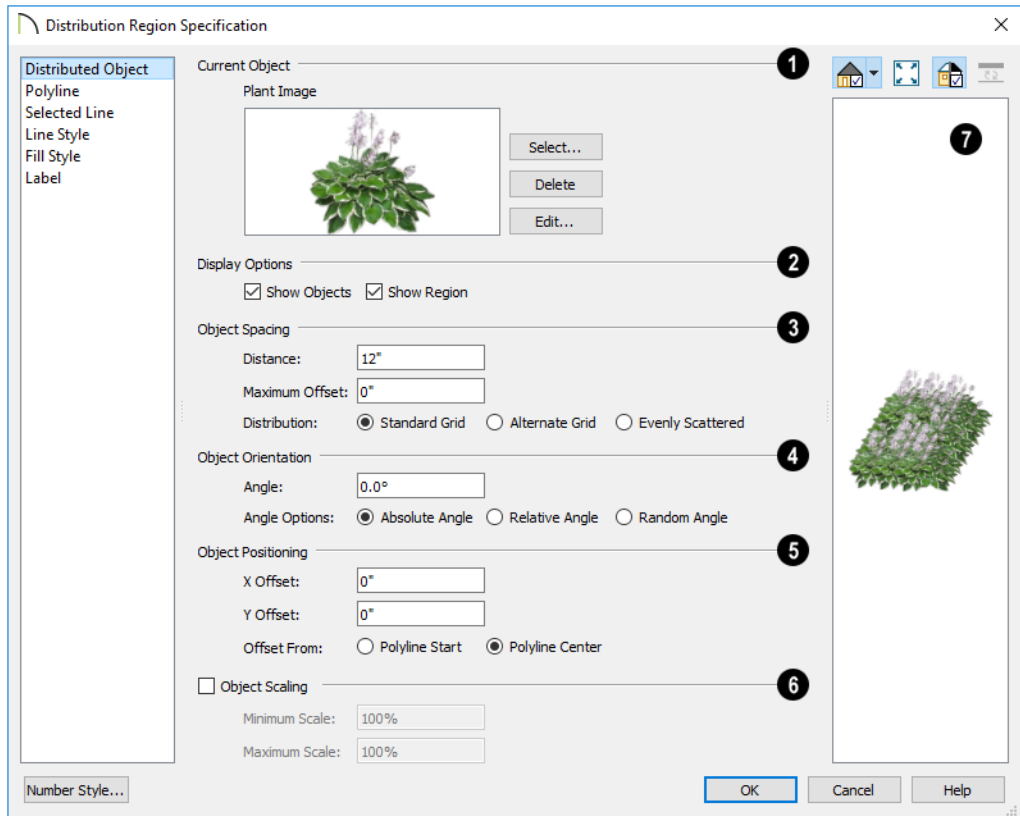 Distribution Region Specification
Distributed Object
Polyline
Selected Line
Line Style
Fill Style
Label
Current Object
1
Plant Image
Select...
Delete
Edit...
Display Options
2
Show Objects Show Region
Object Spacing
3
Distance: 12"
Maximum Offset: 0"
Distribution: Standard Grid Alternate Grid Evenly Scattered
Object Orientation
4
Angle: 0.0°
Angle Options: Absolute Angle Relative Angle Random Angle
Object Positioning
5
X Offset: 0"
Y Offset: 0"
Offset From: Polyline Start Polyline Center
Object Scaling
6
Minimum Scale: 100%
Maximum Scale: 100%
7
Number Style...
OK
Cancel
Help